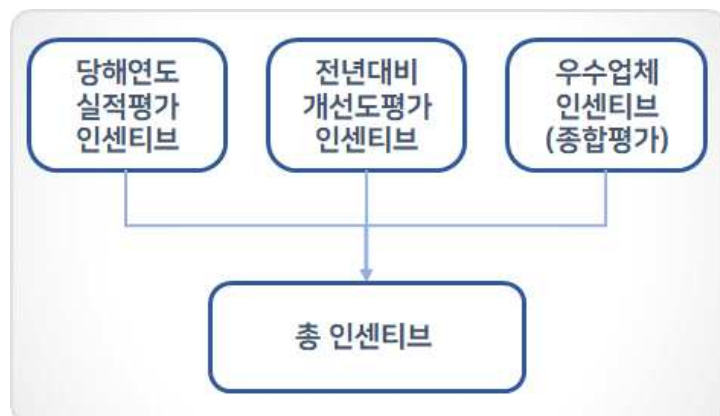 당해연도
실적평가
인센티브
전년대비
개선도평가
인센티브
우수업체
인센티브
(종합평가)
총 인센티브